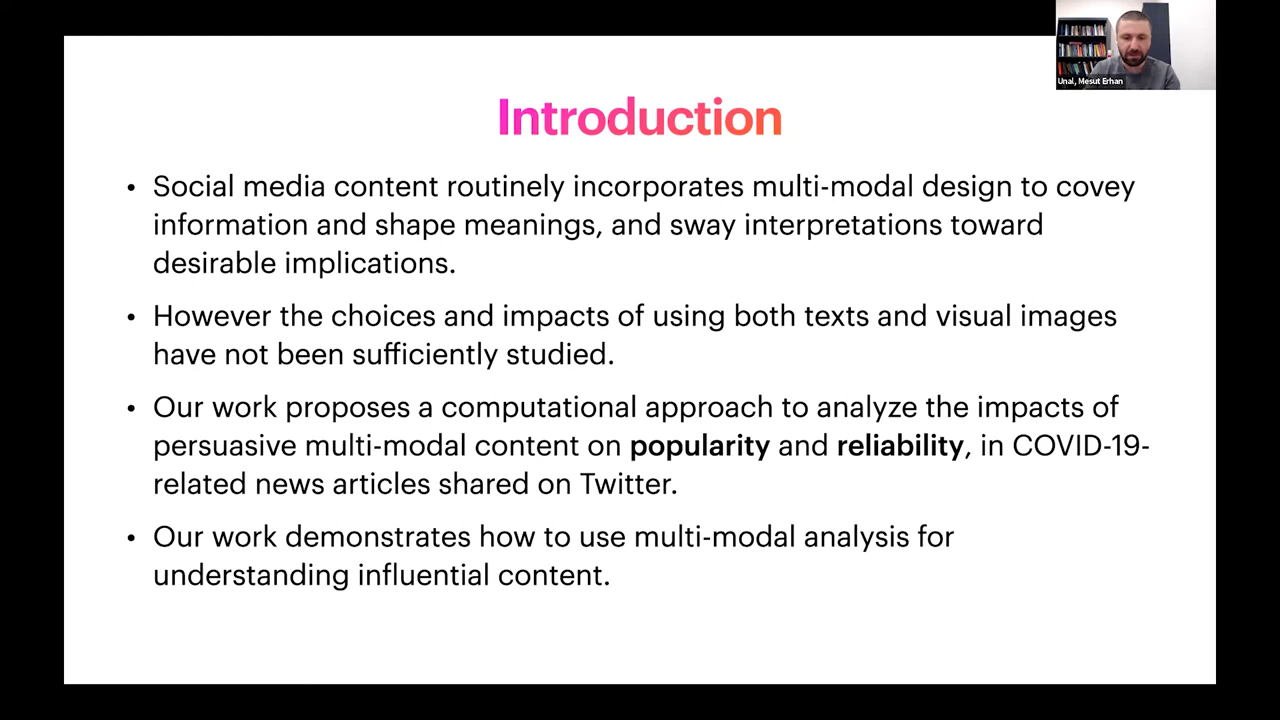 Unal, Mesut Erhan
Introduction
• Social media content routinely incorporates multi-modal design to covey
information and shape meanings, and sway interpretations toward
desirable implications.
• However the choices and impacts of using both texts and visual images
have not been sufficiently studied.
• Our work proposes a computational approach to analyze the impacts of
persuasive multi-modal content on popularity and reliability, in COVID-19-
related news articles shared on Twitter.
• Our work demonstrates how to use multi-modal analysis for
understanding influential content.